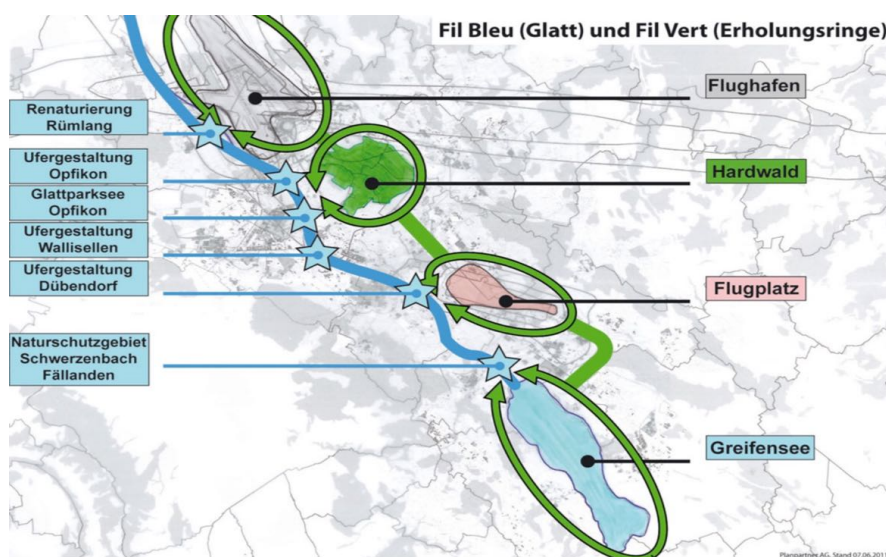 Fil Bleu (Glatt) und Fil Vert (Erholungsringe)
Flughafen
Renaturierung
Rümlang
Ufergestaltung
Opfikon
Hardwald
Glattparksee
Opfikon
Ufergestaltung
Wallisellen
Ufergestaltung
Dübendorf
Flugplatz
Naturschutzgebiet
Schwerzenbach
Fällanden
Greifensee
Planpartner AG, Stand 07.06.201